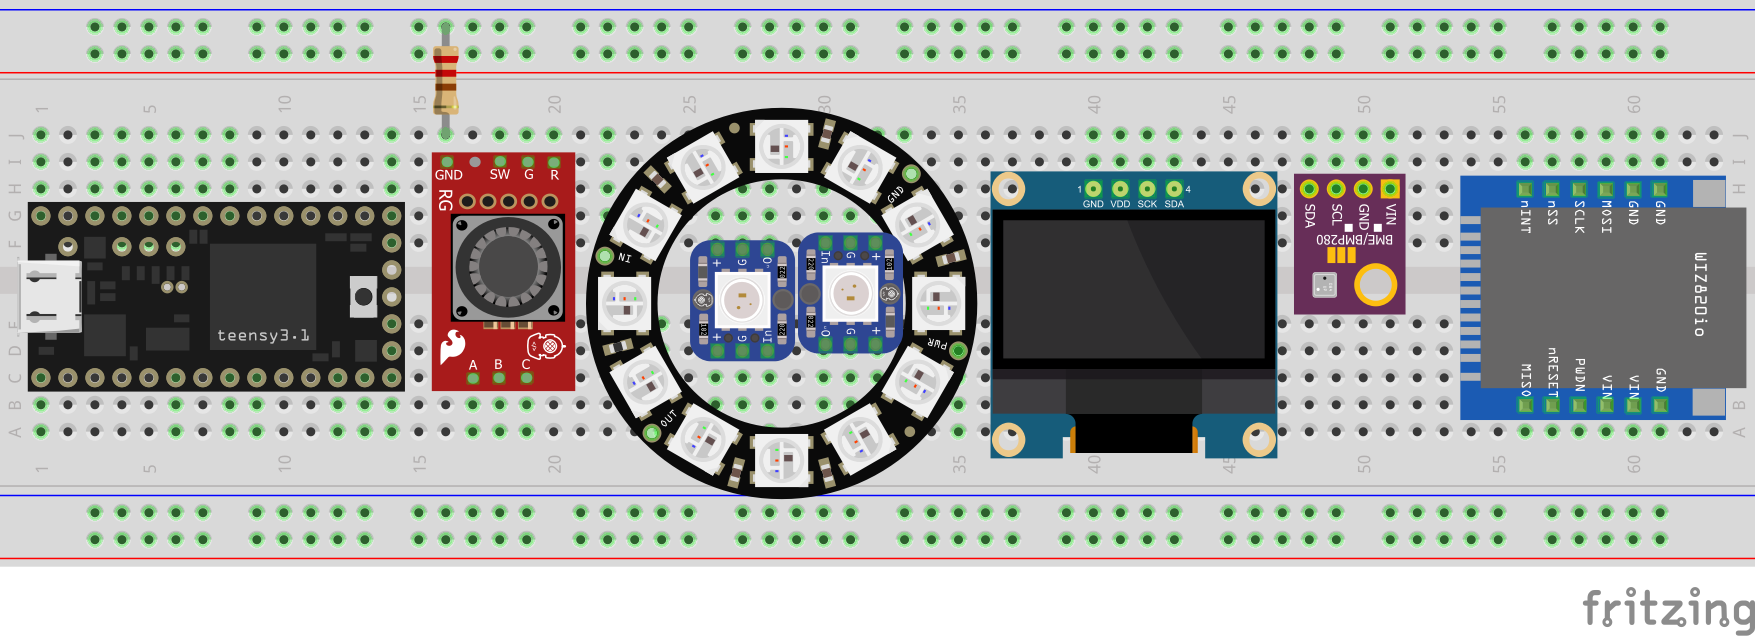 1 5 10 15 20 25 30 35 40 45 50 55 60
J J
I I
H H
G
F
E
D
C
B B
A A
1 5 10 15 20 25 30 35 40 45 50 55 60
teensy3.1
GND SW G R
RG
A B C
GND
IN
PWR
OUT
+ G O-
+ G IN
IN G +
-O G +
1 4
GND VDD SCK SDA
SDA SCL GND VIN
BME/BMP280
nINT nSS SCLK MOSI GND GND
WIZ820io
MISO nRESET PWDN VIN VIN GND
fritzing